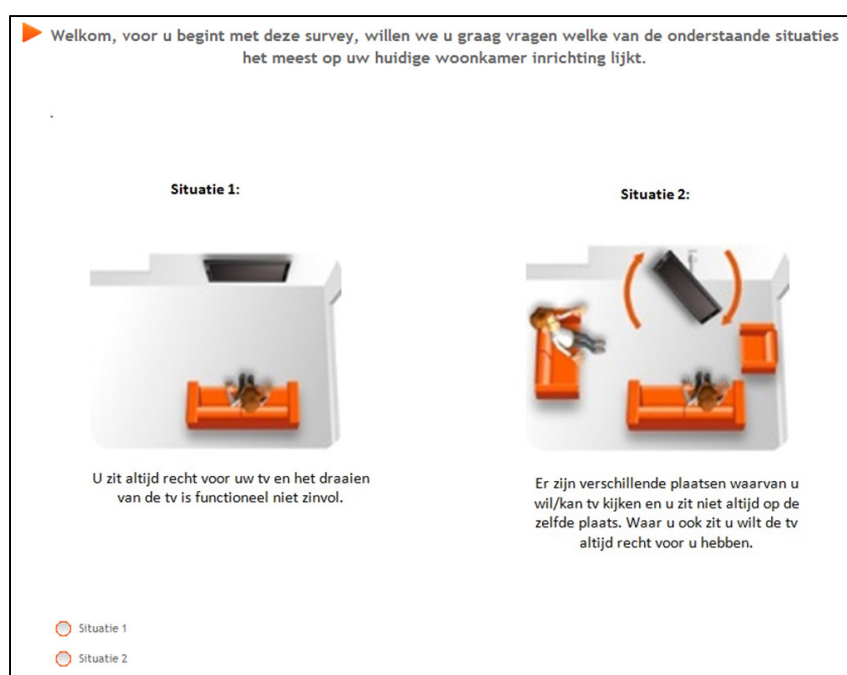 Welkom, voor u begint met deze survey, willen we u graag vragen welke van de onderstaande situaties
het meest op uw huidige woonkamer inrichting lijkt.
.
Situatie 1:
Situatie 2:
U zit altijd recht voor uw tv en het draaien
van de tv is functioneel niet zinvol.
Er zijn verschillende plaatsen waarvan u
wil/kan tv kijken en u zit niet altijd op de
zelfde plaats. Waar u ook zit u wilt de tv
altijd recht voor u hebben.
Situatie 1
Situatie 2